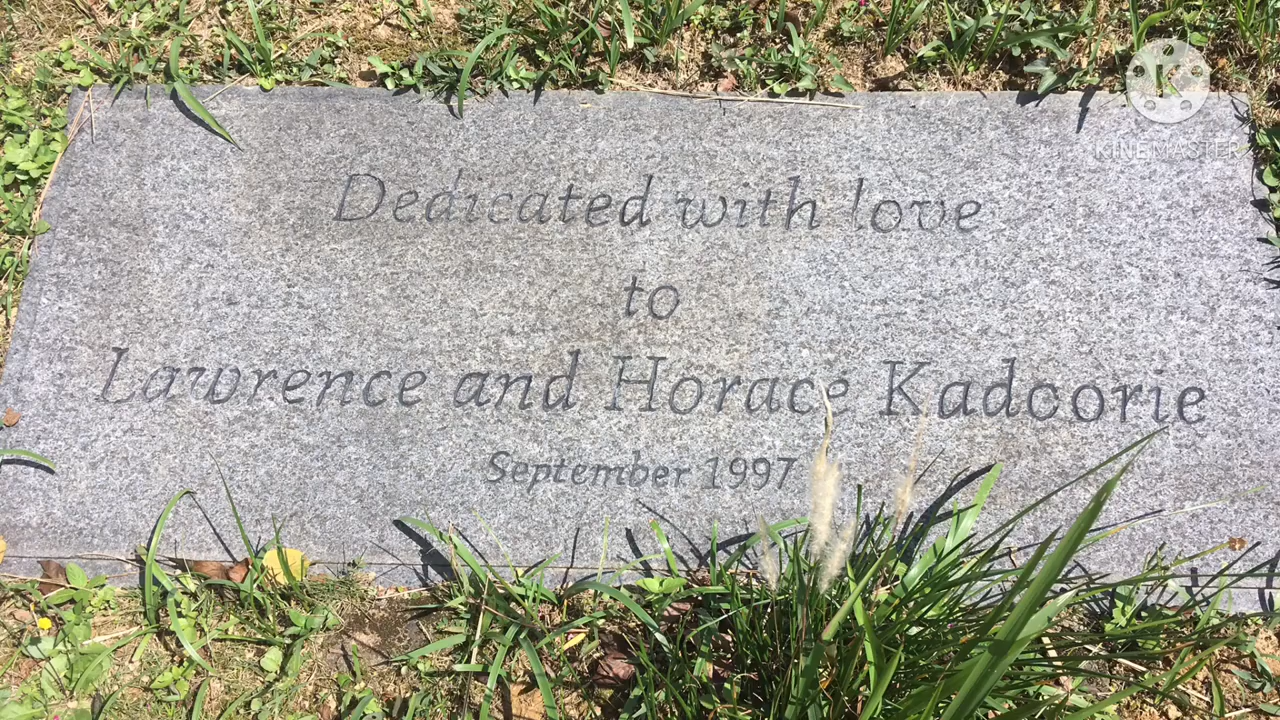 Dedicated with love
to
Lawrence and Horace Kadoorie
September 1997
K
KINEMASTER